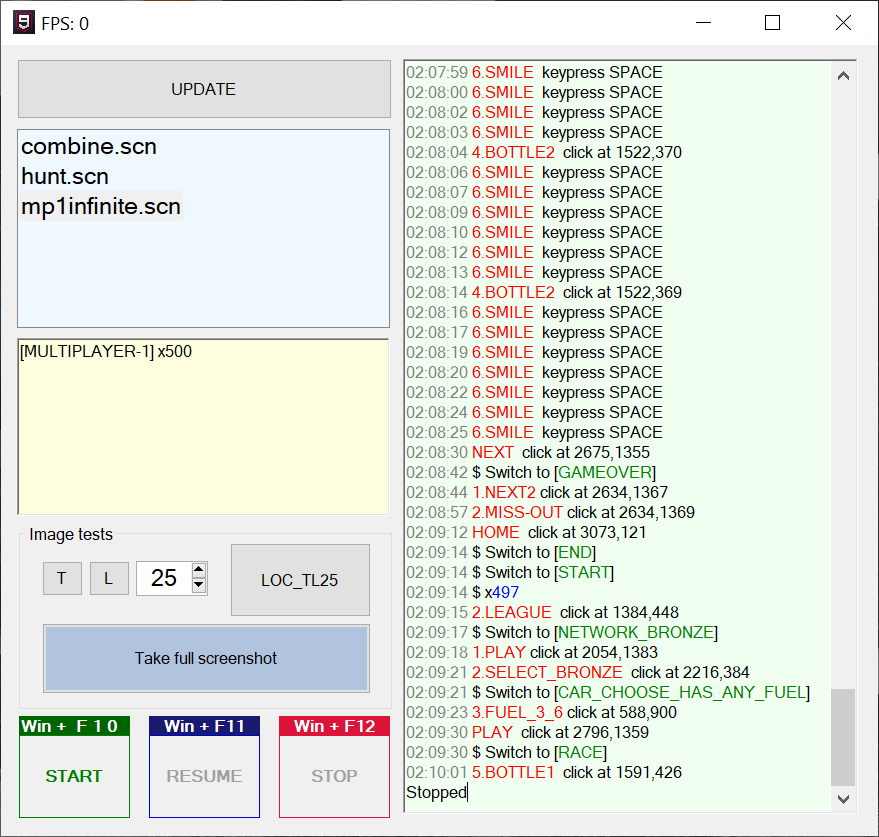 FPS: 0
UPDATE
combine.scn
hunt.scn
mp1infinite.scn
[MULTIPLAYER-1] x500
Image tests
T
L
25
LOC_TL25
Take full screenshot
Win + F 1 0
START
Win + F11
RESUME
Win + F12
STOP
02:07:59 6.SMILE keypress SPACE
02:08:00 6.SMILE keypress SPACE
02:08:02 6.SMILE keypress SPACE
02:08:03 6.SMILE keypress SPACE
02:08:04 4.BOTTLE2 click at 1522,370
02:08:06 6.SMILE keypress SPACE
02:08:07 6.SMILE keypress SPACE
02:08:09 6.SMILE keypress SPACE
02:08:10 6.SMILE keypress SPACE
02:08:12 6.SMILE keypress SPACE
02:08:13 6.SMILE keypress SPACE
02:08:14 4.BOTTLE2 click at 1522,369
02:08:16 6.SMILE keypress SPACE
02:08:17 6.SMILE keypress SPACE
02:08:19 6.SMILE keypress SPACE
02:08:20 6.SMILE keypress SPACE
02:08:22 6.SMILE keypress SPACE
02:08:24 6.SMILE keypress SPACE
02:08:25 6.SMILE keypress SPACE
02:08:30 NEXT click at 2675,1355
02:08:42 $ Switch to [GAMEOVER]
02:08:44 1.NEXT2 click at 2634,1367
02:08:57 2.MISS-OUT click at 2634,1369
02:09:12 HOME click at 3073,121
02:09:14 $ Switch to [END]
02:09:14 $ Switch to [START]
02:09:14 $ x497
02:09:15 2.LEAGUE click at 1384,448
02:09:17 $ Switch to [NETWORK_BRONZE]
02:09:18 1.PLAY click at 2054,1383
02:09:21 2.SELECT_BRONZE click at 2216,384
02:09:21 $ Switch to [CAR_CHOOSE_HAS_ANY_FUEL]
02:09:23 3.FUEL_3_6 click at 588,900
02:09:30 PLAY click at 2796,1359
02:09:30 $ Switch to [RACE]
02:10:01 5.BOTTLE1 click at 1591,426
Stopped